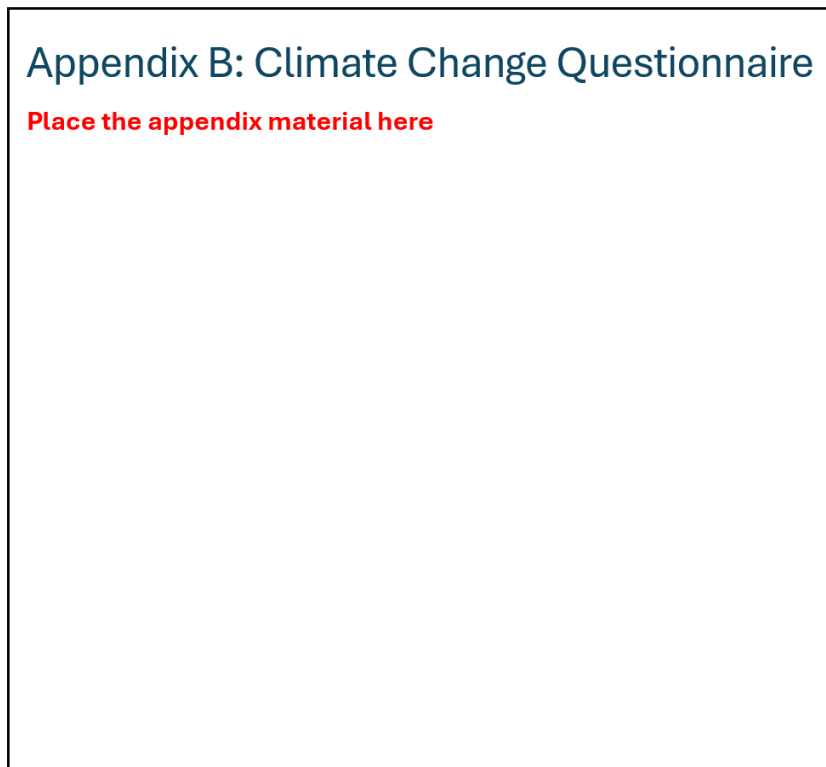 Appendix B: Climate Change Questionnaire
Place the appendix material here